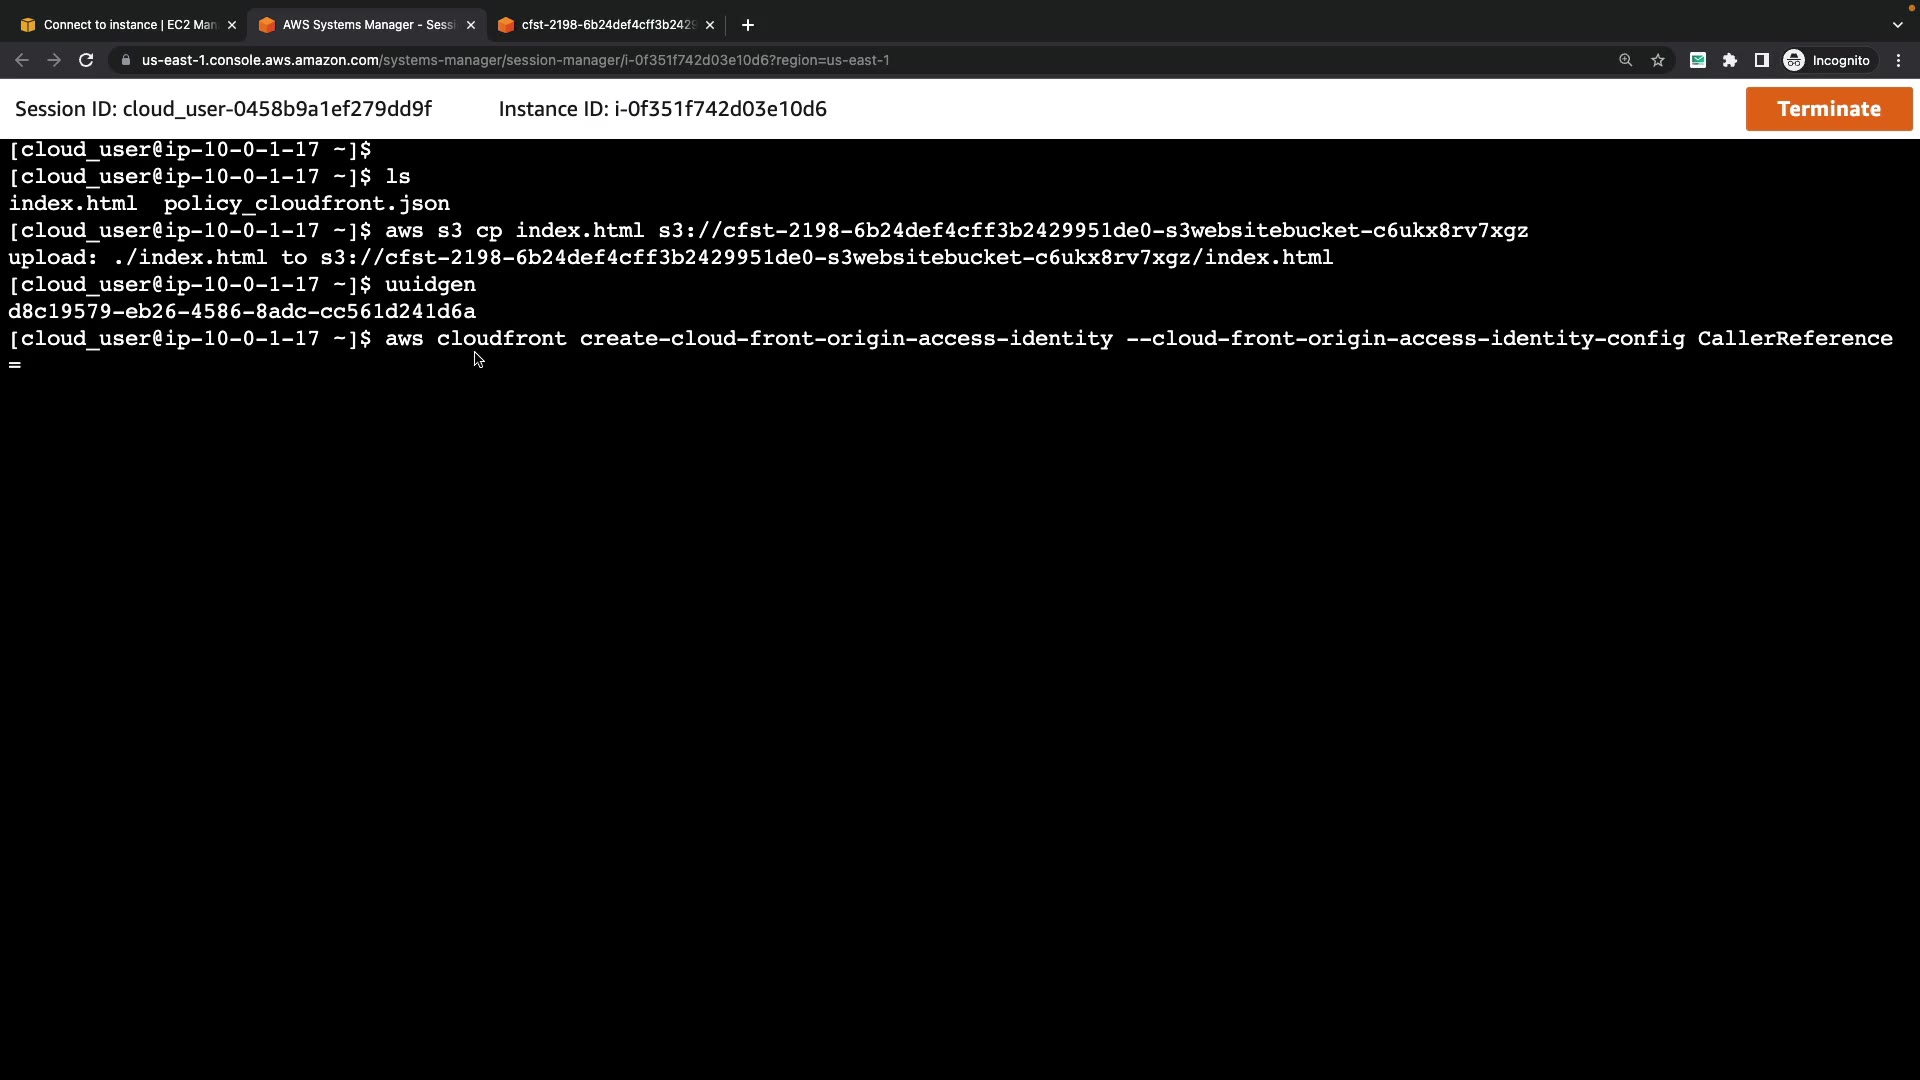 Connect to instance | EC2 Man
AWS Systems Manager - Sessi
cfst-2198-6b24def4cff3b2429
us-east-1.console.aws.amazon.com/systems-manager/session-manager/i-0f351f742d03e10d6?region=us-east-1
Incognito
Session ID: cloud_user-0458b9a1ef279dd9f Instance ID: i-0f351f742d03e10d6
Terminate
[cloud_user@ip-10-0-1-17 ~]$
[cloud_user@ip-10-0-1-17 ~]$ ls
index.html  policy_cloudfront.json
[cloud_user@ip-10-0-1-17 ~]$ aws s3 cp index.html s3://cfst-2198-6b24def4cff3b2429951de0-s3websitebucket-c6ukx8rv7xgz
upload: ./index.html to s3://cfst-2198-6b24def4cff3b2429951de0-s3websitebucket-c6ukx8rv7xgz/index.html
[cloud_user@ip-10-0-1-17 ~]$ uuidgen
d8c19579-eb26-4586-8adc-cc561d241d6a
[cloud_user@ip-10-0-1-17 ~]$ aws cloudfront create-cloud-front-origin-access-identity --cloud-front-origin-access-identity-config CallerReference
=